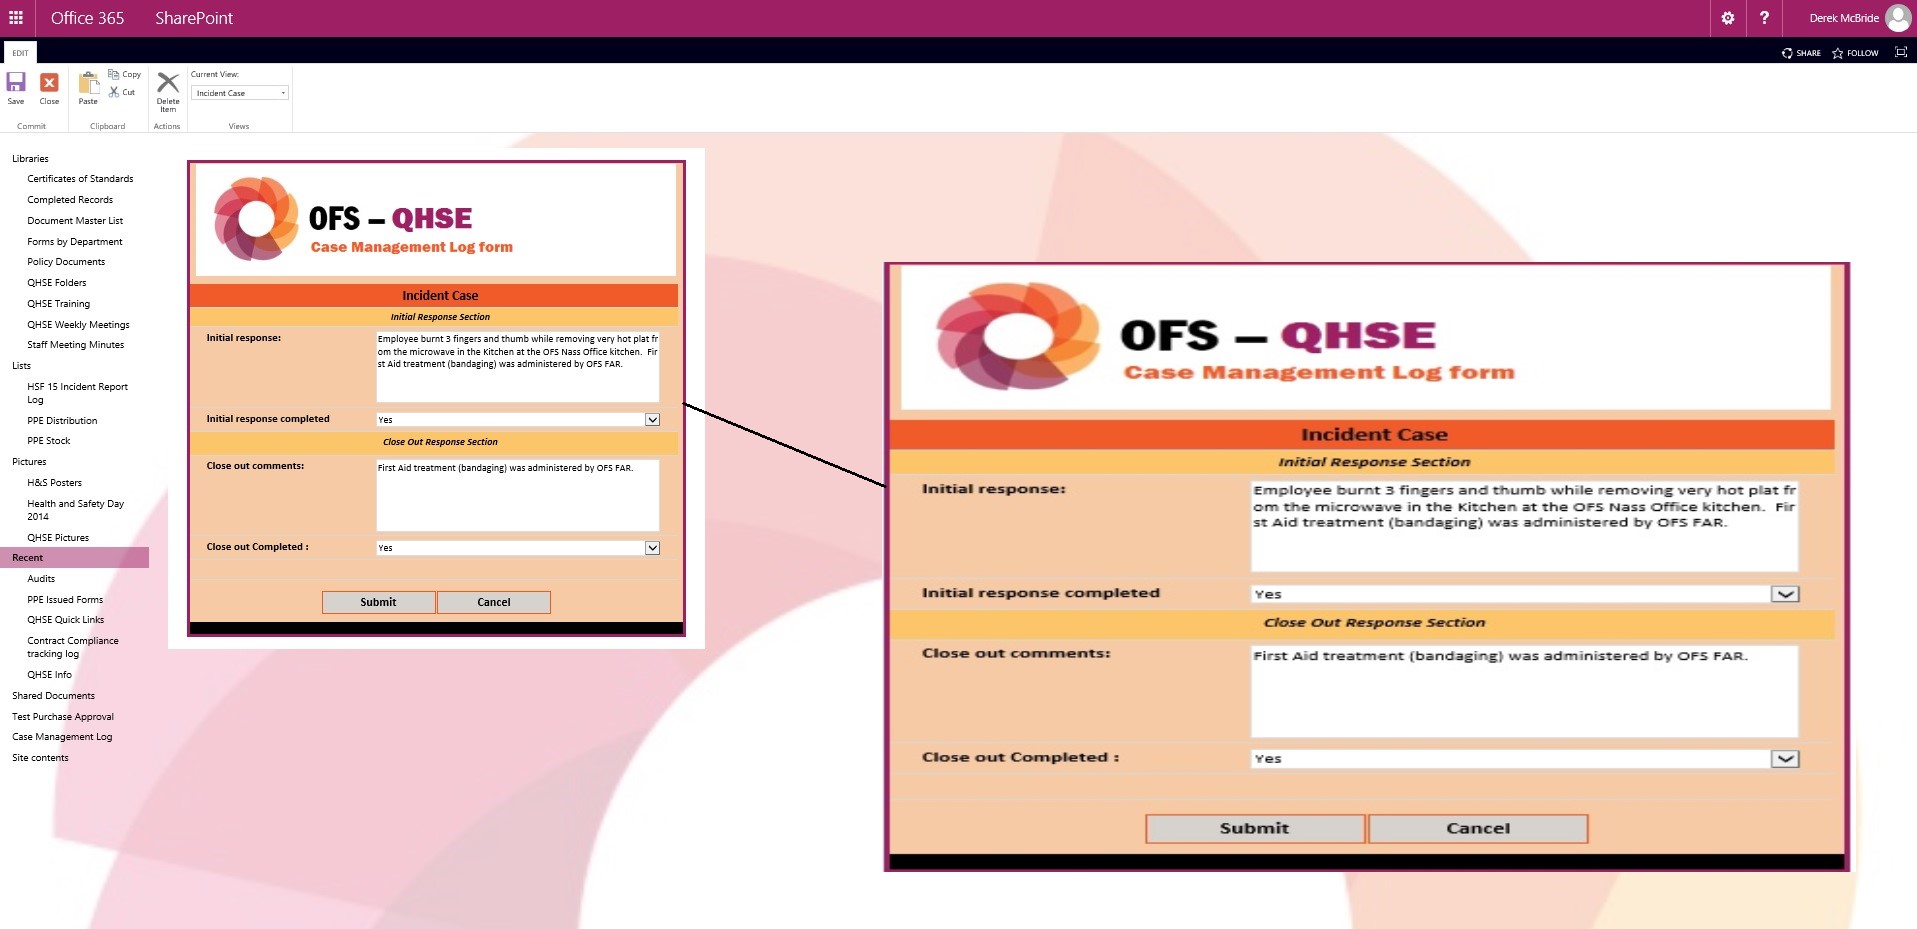 Office 365
SharePoint
?
Derek McBride
EDIT
SHARE
FOLLOW
Save
Close
Paste
Copy
Cut
Delete
Item
Current View:
Incident Case
Commit
Clipboard
Actions
Views
Libraries
Certificates of Standards
Completed Records
Document Master List
Forms by Department
Policy Documents
QHSE Folders
QHSE Training
QHSE Weekly Meetings
Staff Meeting Minutes
Lists
HSF 15 Incident Report
Log
PPE Distribution
PPE Stock
Pictures
H&S Posters
Health and Safety Day
2014
QHSE Pictures
Recent
Audits
PPE Issued Forms
QHSE Quick Links
Contract Compliance
tracking log
QHSE Info
Shared Documents
Test Purchase Approval
Case Management Log
Site contents
OFS – QHSE
Case Management Log form
Incident Case
Initial Response Section
Initial response:
Employee burnt 3 fingers and thumb while removing very hot plat fr
om the microwave in the Kitchen at the OFS Nass Office kitchen. Fir
st Aid treatment (bandaging) was administered by OFS FAR.
Initial response completed
Yes
Close Out Response Section
Close out comments:
First Aid treatment (bandaging) was administered by OFS FAR.
Close out Completed :
Yes
Submit
Cancel
OFS – QHSE
Case Management Log form
Incident Case
Initial Response Section
Initial response:
Employee burnt 3 fingers and thumb while removing very hot plat fr
om the microwave in the Kitchen at the OFS Nass Office kitchen. Fir
st Aid treatment (bandaging) was administered by OFS FAR.
Initial response completed
Yes
Close Out Response Section
Close out comments:
First Aid treatment (bandaging) was administered by OFS FAR.
Close out Completed :
Yes
Submit
Cancel